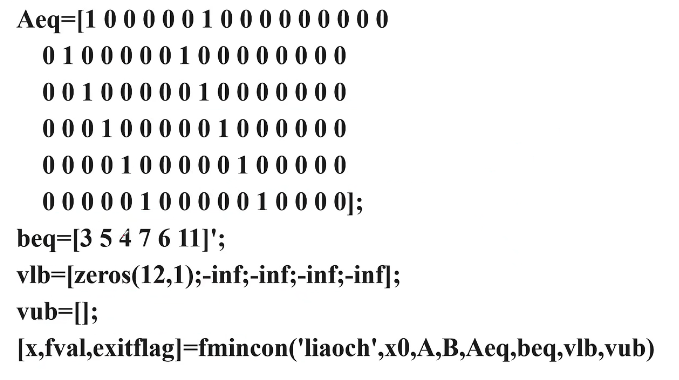 Aeq=[1 0 0 0 0 0 1 0 0 0 0 0 0 0 0 0
0 1 0 0 0 0 0 1 0 0 0 0 0 0 0 0
0 0 1 0 0 0 0 0 1 0 0 0 0 0 0 0
0 0 0 1 0 0 0 0 0 1 0 0 0 0 0 0
0 0 0 0 1 0 0 0 0 0 1 0 0 0 0 0
0 0 0 0 0 1 0 0 0 0 0 1 0 0 0 0];
beq=[3 5 4 7 6 11]';
vlb=[zeros(12,1);-inf;-inf;-inf;-inf];
vub=[];
[x,fval,exitflag]=fmincon('liaoch',x0,A,B,Aeq,beq,vlb,vub)